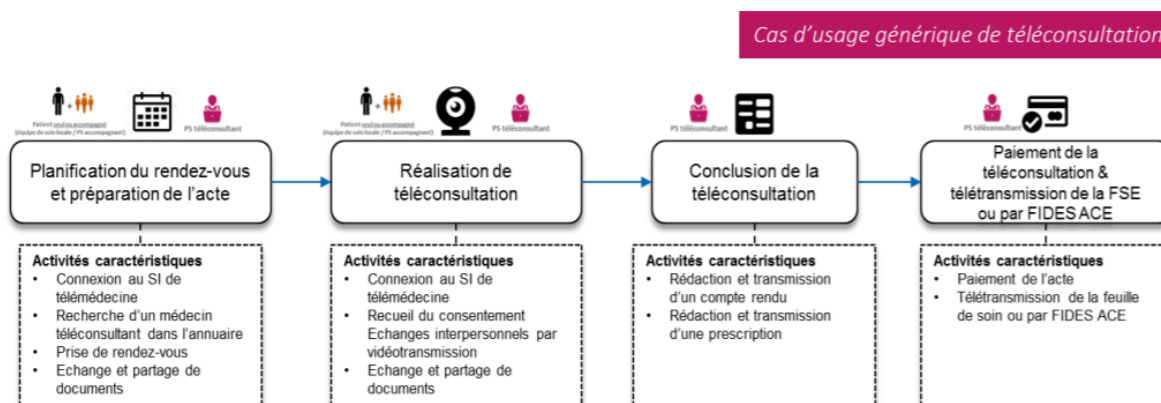 Cas d'usage générique de téléconsultation
Patient seul ou accompagné
(équipe de soin locale / PS accompagnant)
PS téléconsultant
Planification du rendez-vous
et préparation de l'acte
Activités caractéristiques
• Connexion au SI de
télémédecine
• Recherche d'un médecin
téléconsultant dans l'annuaire
• Prise de rendez-vous
• Echange et partage de
documents
Patient seul ou accompagné
(équipe de soin locale / PS accompagnant)
PS téléconsultant
Réalisation de
téléconsultation
Activités caractéristiques
• Connexion au SI de
télémédecine
• Recueil du consentement
Echanges interpersonnels par
vidéotransmission
• Echange et partage de
documents
PS téléconsultant
Conclusion de la
téléconsultation
Activités caractéristiques
• Rédaction et transmission
d'un compte rendu
• Rédaction et transmission
d'une prescription
PS téléconsultant
Paiement de la
téléconsultation &
télétransmission de la FSE
ou par FIDES ACE
Activités caractéristiques
• Paiement de l'acte
• Télétransmission de la feuille
de soin ou par FIDES ACE